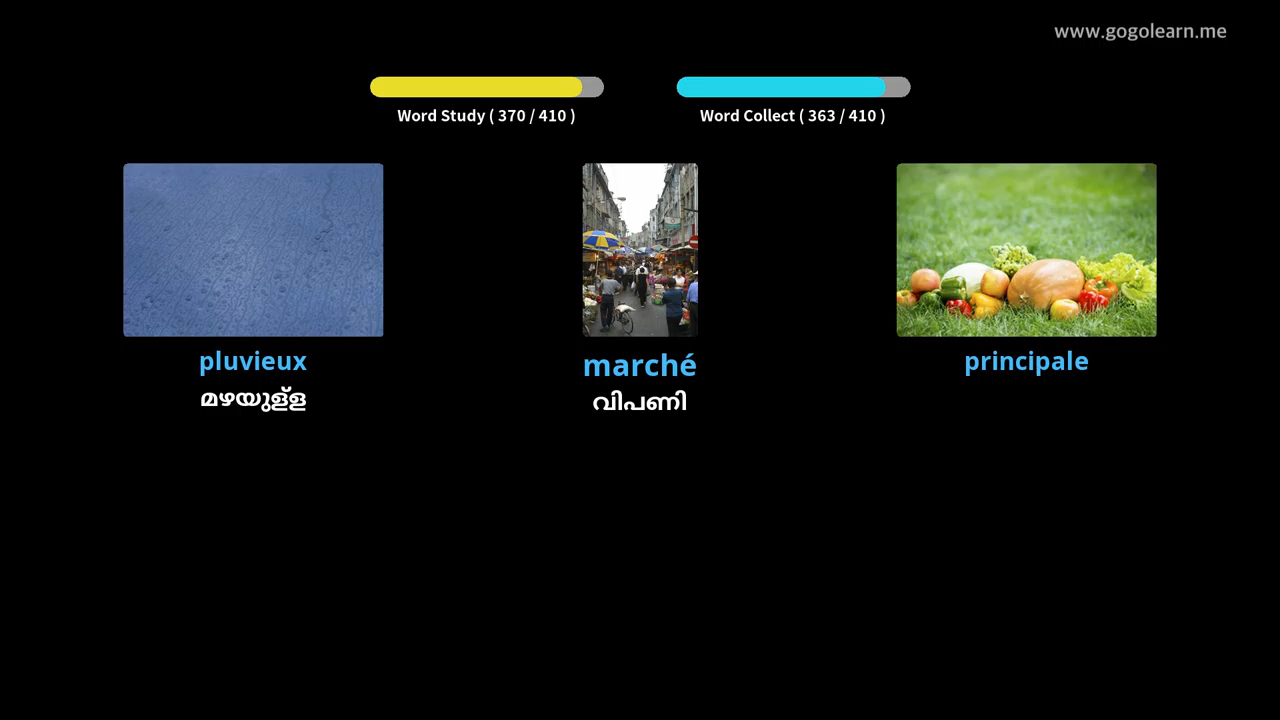 www.gogolearn.me
Word Study ( 370 / 410 )
Word Collect ( 363 / 410 )
pluvieux
marché
principale
മഴയുള്ള
വിപണി